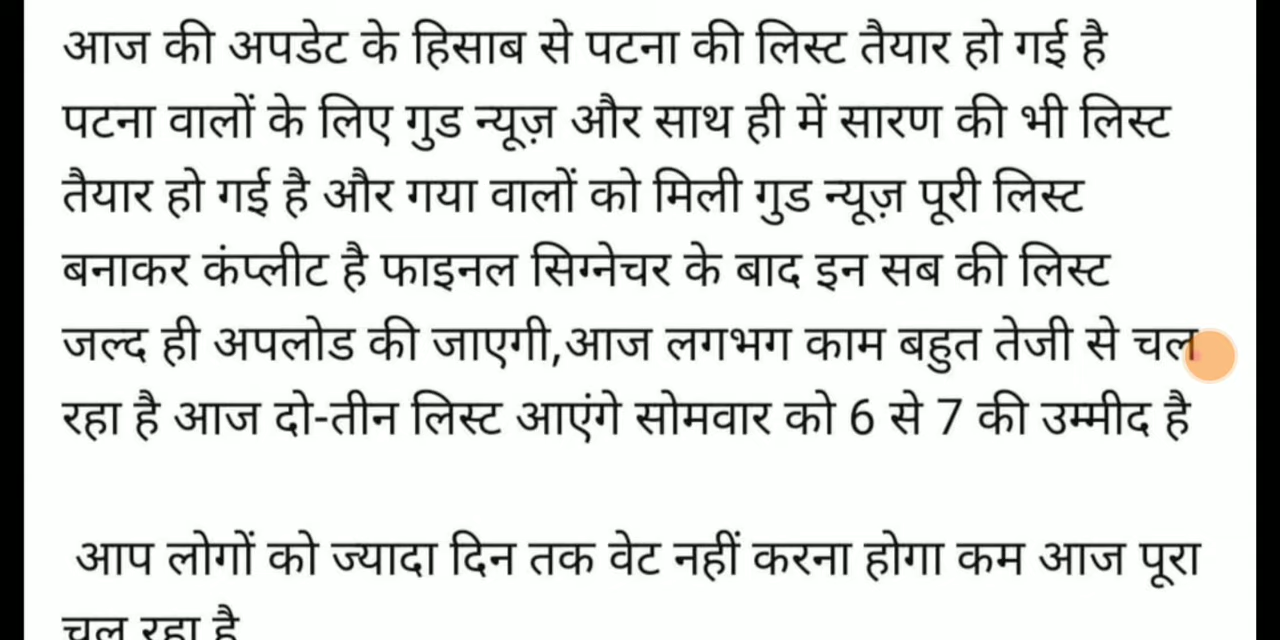 आज की अपडेट के हिसाब से पटना की लिस्ट तैयार हो गई है
पटना वालों के लिए गुड न्यूज़ और साथ ही में सारण की भी लिस्ट
तैयार हो गई है और गया वालों को मिली गुड न्यूज़ पूरी लिस्ट
बनाकर कंप्लीट है फाइनल सिग्नेचर के बाद इन सब की लिस्ट
जल्द ही अपलोड की जाएगी,आज लगभग काम बहुत तेजी से चल
रहा है आज दो-तीन लिस्ट आएंगे सोमवार को 6 से 7 की उम्मीद है
आप लोगों को ज्यादा दिन तक वेट नहीं करना होगा कम आज पूरा
चल रहा है